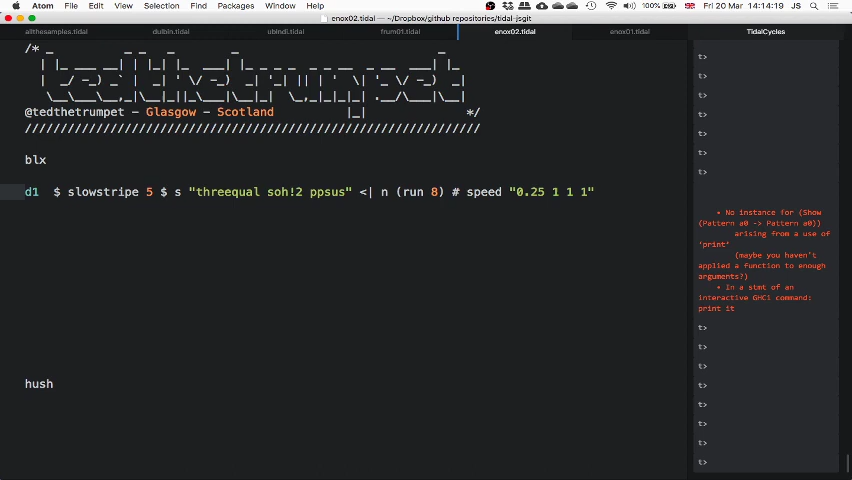 Atom File Edit View Selection Find Packages Window Help 100% Fri 20 Mar 14:14:19 JS
enox02.tidal — ~/Dropbox/github repositories/tidal-jsgit
allthesamples.tidal dulbin.tidal ubindi.tidal frum01.tidal enox02.tidal enox01.tidal TidalCycles
/*
tedthetrumpet
@tedthetrumpet — Glasgow — Scotland |_| */
////////////////////////////////////////////////////////////////
blx
d1 $ slowstripe 5 $ s "threequal soh!2 ppsus" <| n (run 8) # speed "0.25 1 1 1"
hush
t>
t>
t>
t>
t>
t>
t>
• No instance for (Show
(Pattern a0 -> Pattern a0))
arising from a use of
‘print’
(maybe you haven't
applied a function to enough
arguments?)
• In a stmt of an
interactive GHCi command:
print it
t>
t>
t>
t>
t>
t>
t>
t>